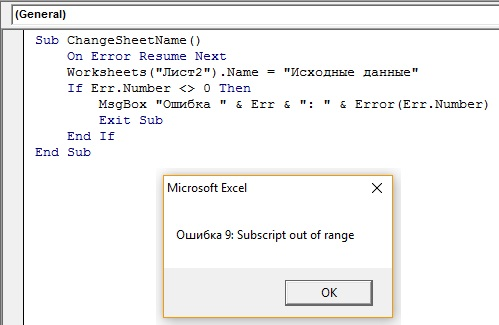 (General)
Sub ChangeSheetName()
On Error Resume Next
Worksheets("Лист2").Name = "Исходные данные"
If Err.Number <> 0 Then
MsgBox "Ошибка " & Err & ": " & Error(Err.Number)
Exit Sub
End If
End Sub
Microsoft Excel
Ошибка 9: Subscript out of range
OK